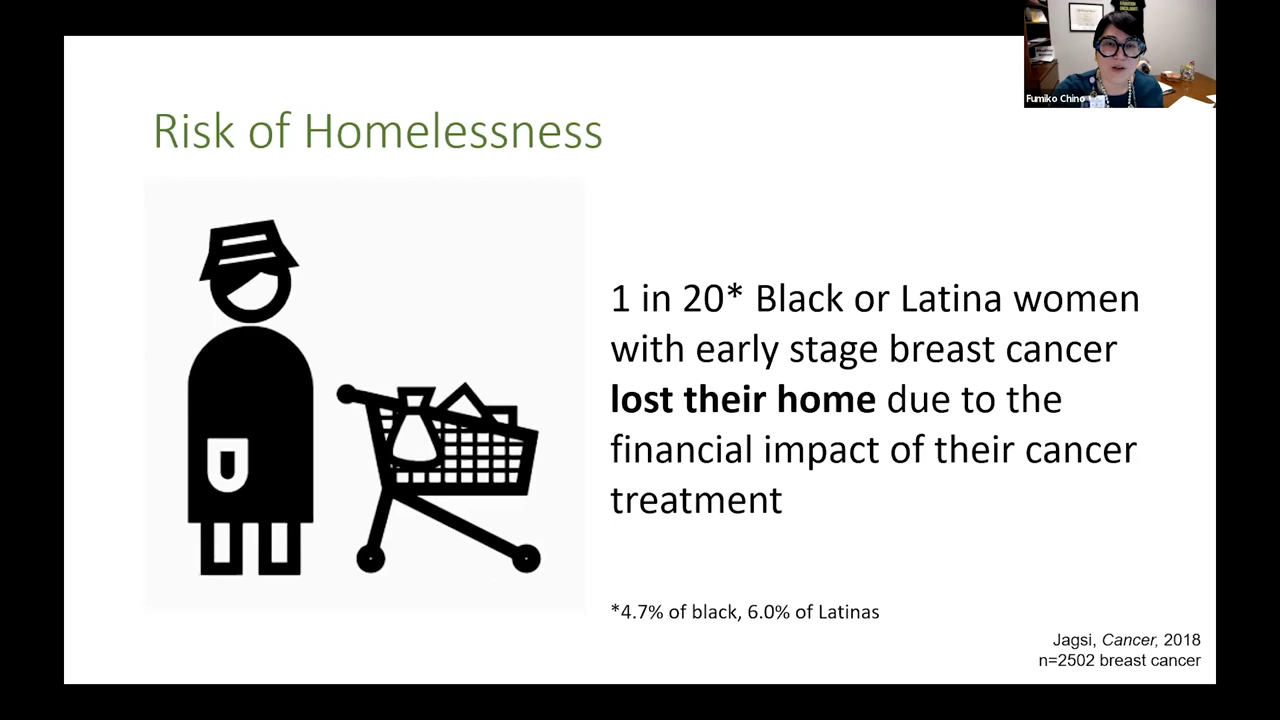 Fumiko Chino
Risk of Homelessness
1 in 20* Black or Latina women
with early stage breast cancer
lost their home due to the
financial impact of their cancer
treatment
*4.7% of black, 6.0% of Latinas
Jagsi, Cancer, 2018
n=2502 breast cancer